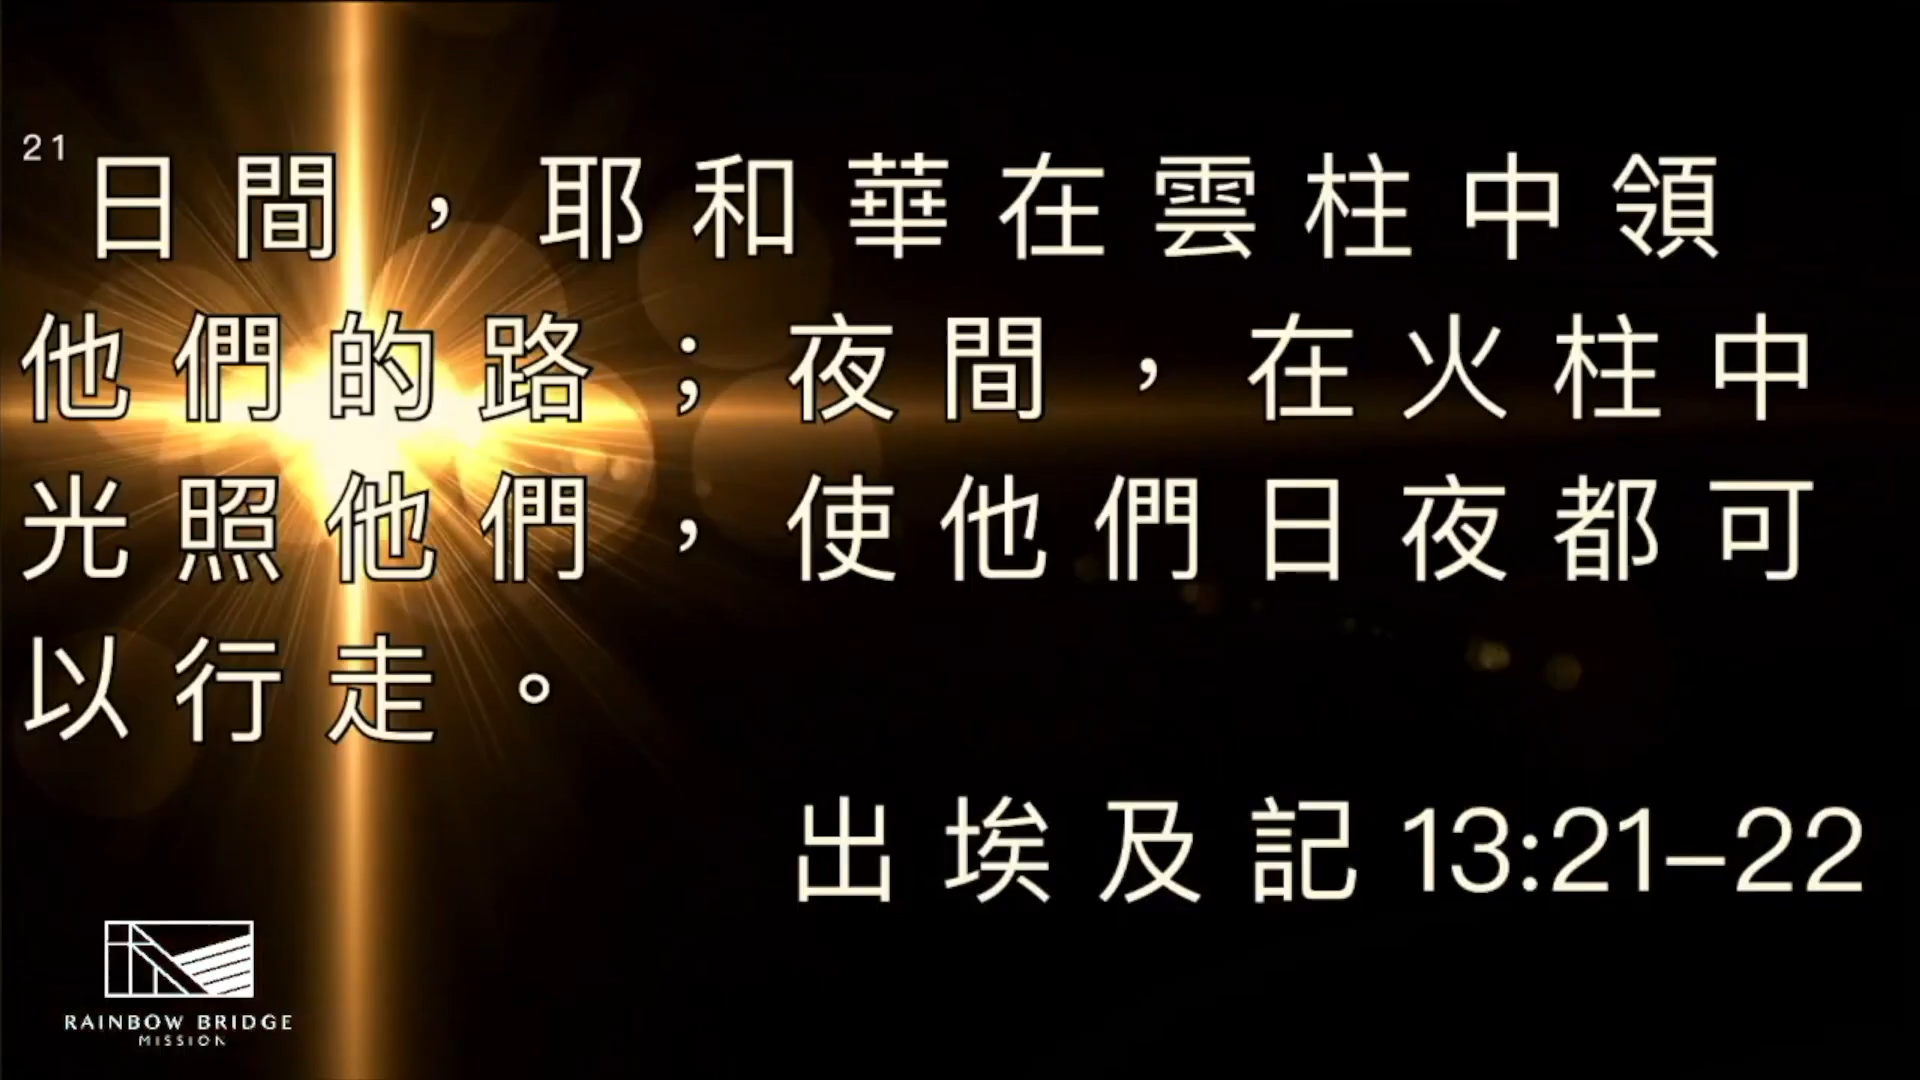 21日間，耶和華在雲柱中領
他們的路；夜間，在火柱中
光照他們，使他們日夜都可
以行走。
出埃及記13:21–22
RAINBOW BRIDGE
MISSION